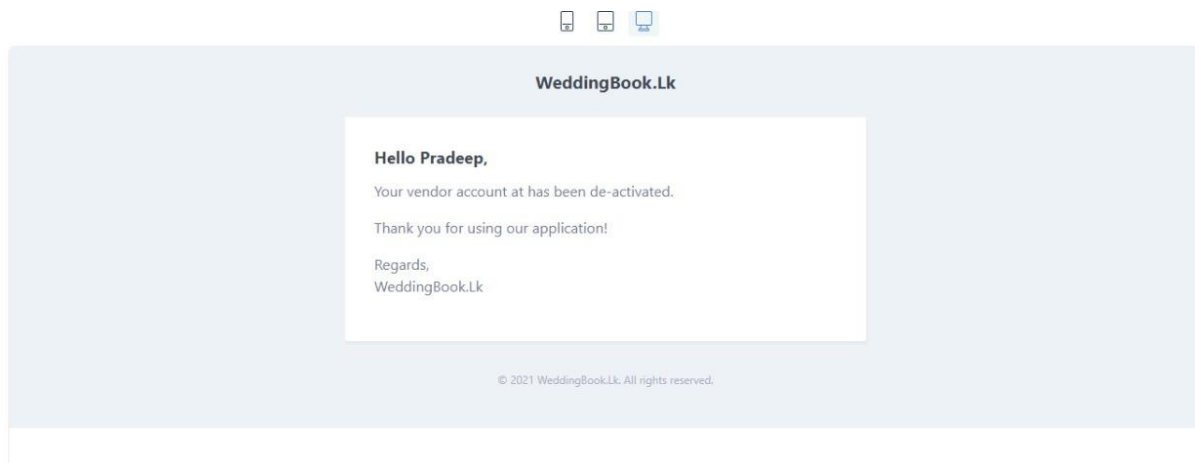 WeddingBook.Lk
Hello Pradeep,
Your vendor account at has been de-activated.
Thank you for using our application!
Regards,
WeddingBook.Lk
© 2021 WeddingBook.Lk. All rights reserved.